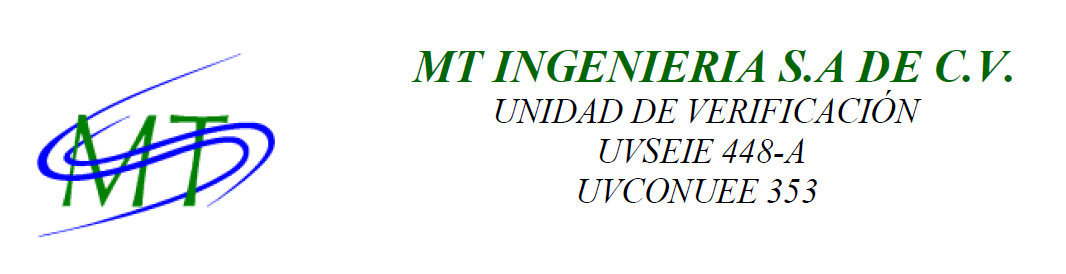 MT
MT INGENIERIA S.A DE C.V.
UNIDAD DE VERIFICACIÓN
UVSEIE 448-A
UVCONUEE 353